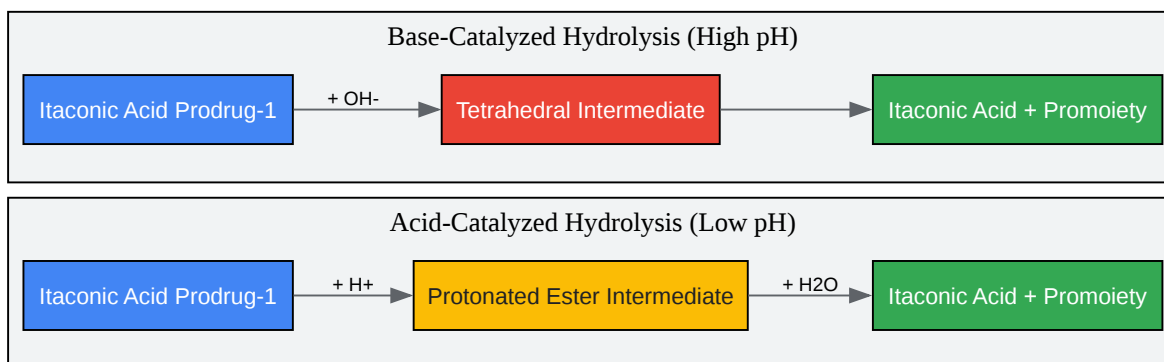 Base-Catalyzed Hydrolysis (High pH)
Itaconic Acid Prodrug-1
+ OH-
Tetrahedral Intermediate
Itaconic Acid + Promoiety
Acid-Catalyzed Hydrolysis (Low pH)
Itaconic Acid Prodrug-1
+ H+
Protonated Ester Intermediate
+ H2O
Itaconic Acid + Promoiety